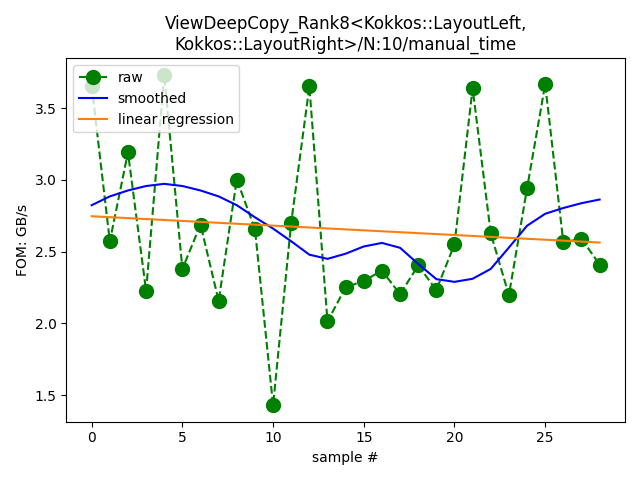 ViewDeepCopy_Rank8<Kokkos::LayoutLeft,
Kokkos::LayoutRight>/N:10/manual_time
raw
smoothed
linear regression
FOM: GB/s
3.5
3.0
2.5
2.0
1.5
0 5 10 15 20 25
sample #